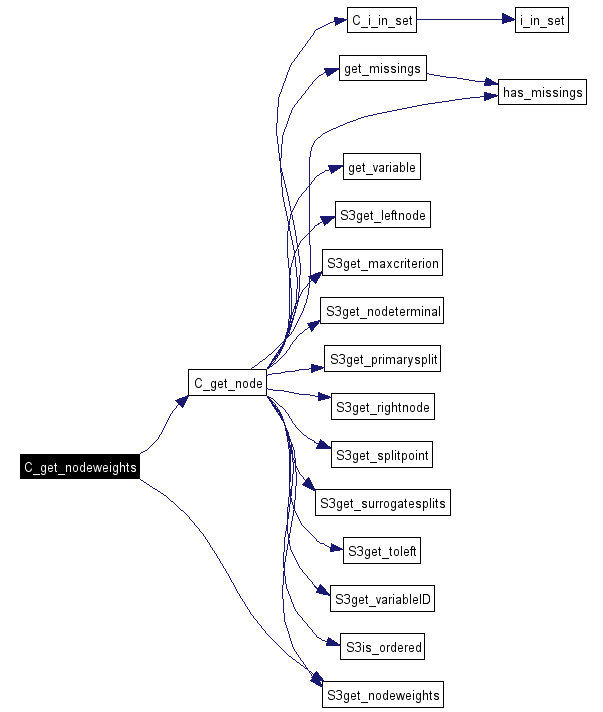 C_i_in_set
i_in_set
get_missings
has_missings
get_variable
S3get_leftnode
S3get_maxcriterion
S3get_nodeterminal
S3get_primarysplit
C_get_node
S3get_rightnode
S3get_splitpoint
C_get_nodeweights
S3get_surrogatesplits
S3get_toleft
S3get_variableID
S3is_ordered
S3get_nodeweights